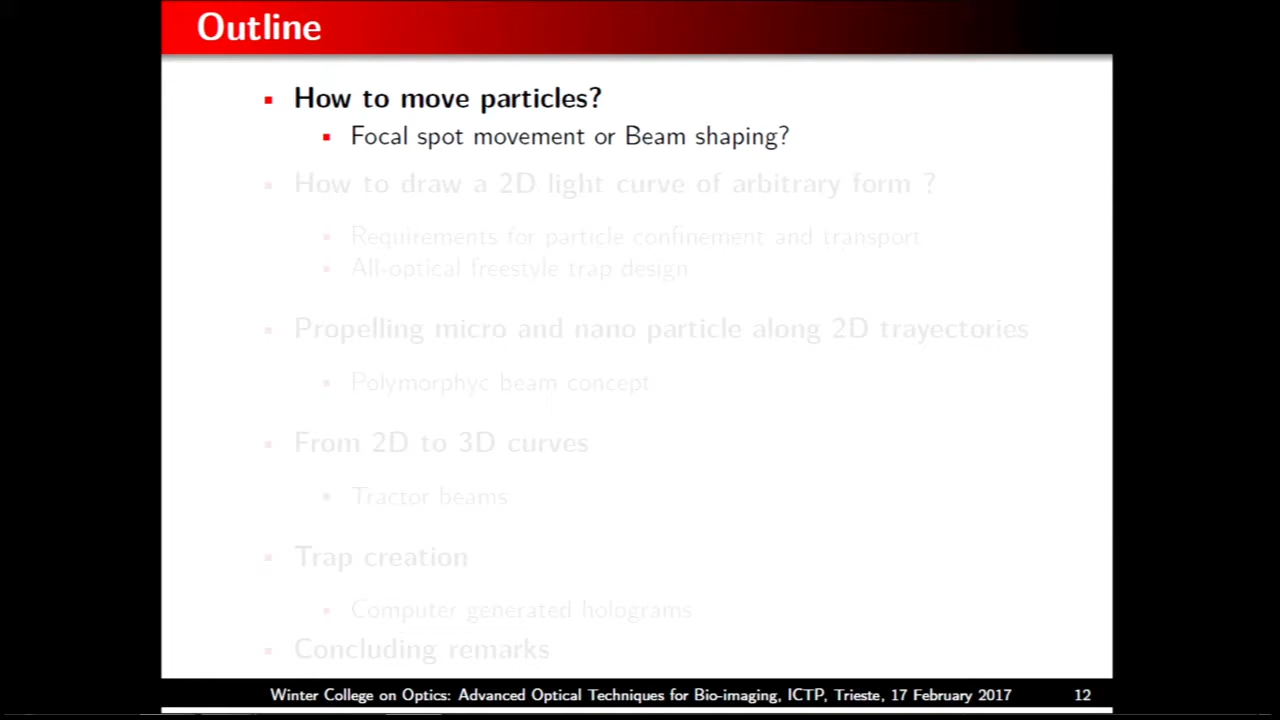 Outline
How to move particles?
Focal spot movement or Beam shaping?
How to draw a 2D light curve of arbitrary form ?
Requirements for particle confinement and transport
All-optical freestyle trap design
Propelling micro and nano particle along 2D trayectories
Polymorphyc beam concept
From 2D to 3D curves
Tractor beams
Trap creation
Computer generated holograms
Concluding remarks
Winter College on Optics: Advanced Optical Techniques for Bio-imaging, ICTP, Trieste, 17 February 2017 12